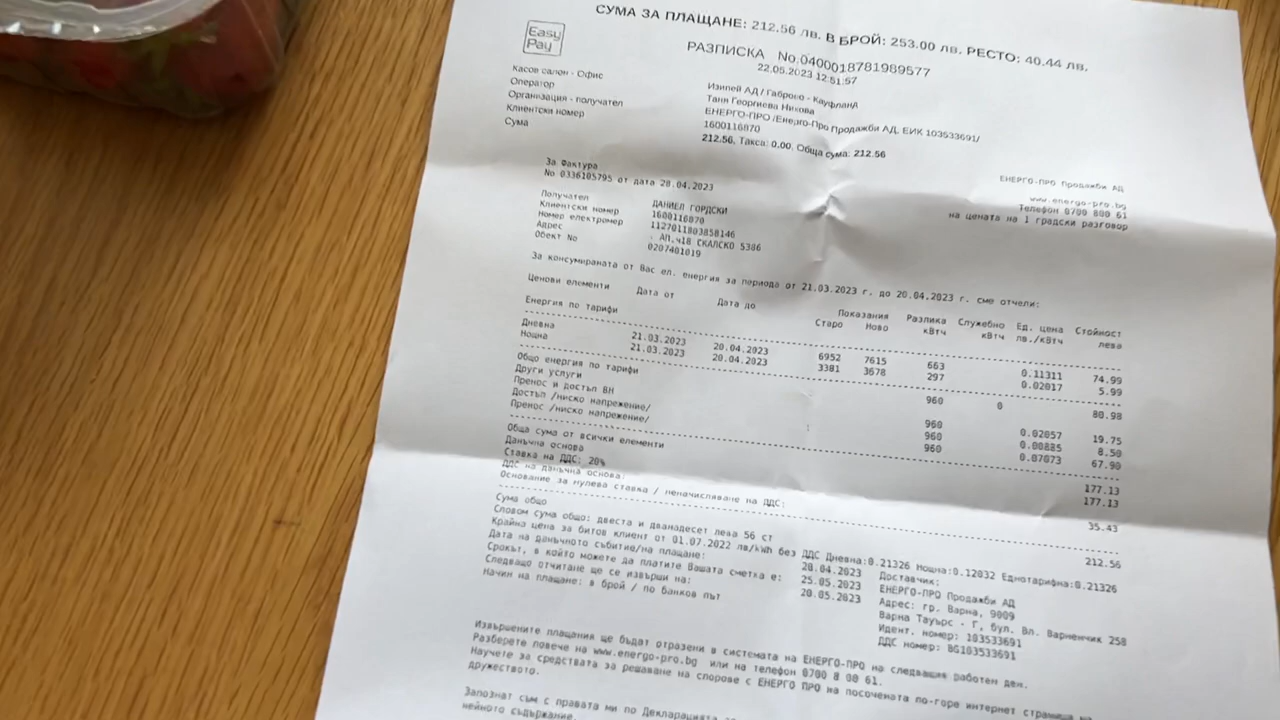 СУМА ЗА ПЛАЩАНЕ: 212.56 лв. В БРОЙ: 253.00 лв. РЕСТО: 40.44 лв.
Easy Pay
РАЗПИСКА No.0400018781989577
22.05.2023 12:51:57
Касов салон - Офис Изипей АД / Габрово - Кауфланд
Оператор Таня Георгиева Никова
Организация - получател ЕНЕРГО-ПРО /Енерго-Про Продажби АД, ЕИК 103533691/
Клиентски номер 1600116870
Сума 212.56, Такса: 0.00, Обща сума: 212.56
За Фактура
No 0336105795 от дата 28.04.2023
ЕНЕРГО-ПРО Продажби АД
www.energo-pro.bg
Телефон 0700 800 61
на цената на 1 градски разговор
Получател ДАНИЕЛ ГОРДСКИ
Клиентски номер 1600116870
Номер електромер 1127011803858146
Адрес . АП.ч18 СКАЛСКО 5386
Обект No 0207401019
За консумираната от Вас ел. енергия за периода от 21.03.2023 г. до 20.04.2023 г. сме отчели:
Ценови елементи Дата от Дата до Показания Разлика Служебно Ед. цена Стойност
Старо Ново кВтч кВтч лв./кВтч лева
Енергия по тарифи
Дневна 21.03.2023 20.04.2023 6952 7615 663 0.11311 74.99
Нощна 21.03.2023 20.04.2023 3381 3678 297 0.02017 5.99
Общо енергия по тарифи 960 0 80.98
Други услуги
Пренос и достъп ВН 960 0.02057 19.75
Достъп /ниско напрежение/ 960 0.00885 8.50
Пренос /ниско напрежение/ 960 0.07073 67.90
Обща сума от всички елементи 177.13
Данъчна основа 177.13
Ставка на ДДС: 20%
ДДС на данъчна основа: 35.43
Основание за нулева ставка / неначисляване на ДДС:
Сума общо 212.56
Словом сума общо: двеста и дванадесет лева 56 ст
Крайна цена за битов клиент от 01.07.2022 лв/kWh без ДДС Дневна:0.21326 Нощна:0.12032 Еднотарифна:0.21326
Дата на данъчното събитие/на плащане: 20.04.2023
Срокът, в който можете да платите Вашата сметка е: 25.05.2023
Следващо отчитане ще се извърши на: 20.05.2023
Начин на плащане: в брой / по банков път
Доставчик:
ЕНЕРГО-ПРО Продажби АД
Адрес: гр. Варна, 9009
Варна Тауърс - Г, бул. Вл. Варненчик 258
Идент. номер: 103533691
ДДС номер: BG103533691
Извършените плащания ще бъдат отразени в системата на ЕНЕРГО-ПРО на следващия работен ден.
Разберете повече на www.energo-pro.bg или на телефон 0700 8 00 61.
Научете за средствата за решаване на спорове с ЕНЕРГО ПРО на посочената по-горе интернет страница на
дружеството.
Запознат съм с правата ми по Декларацията
нейното съдържание.